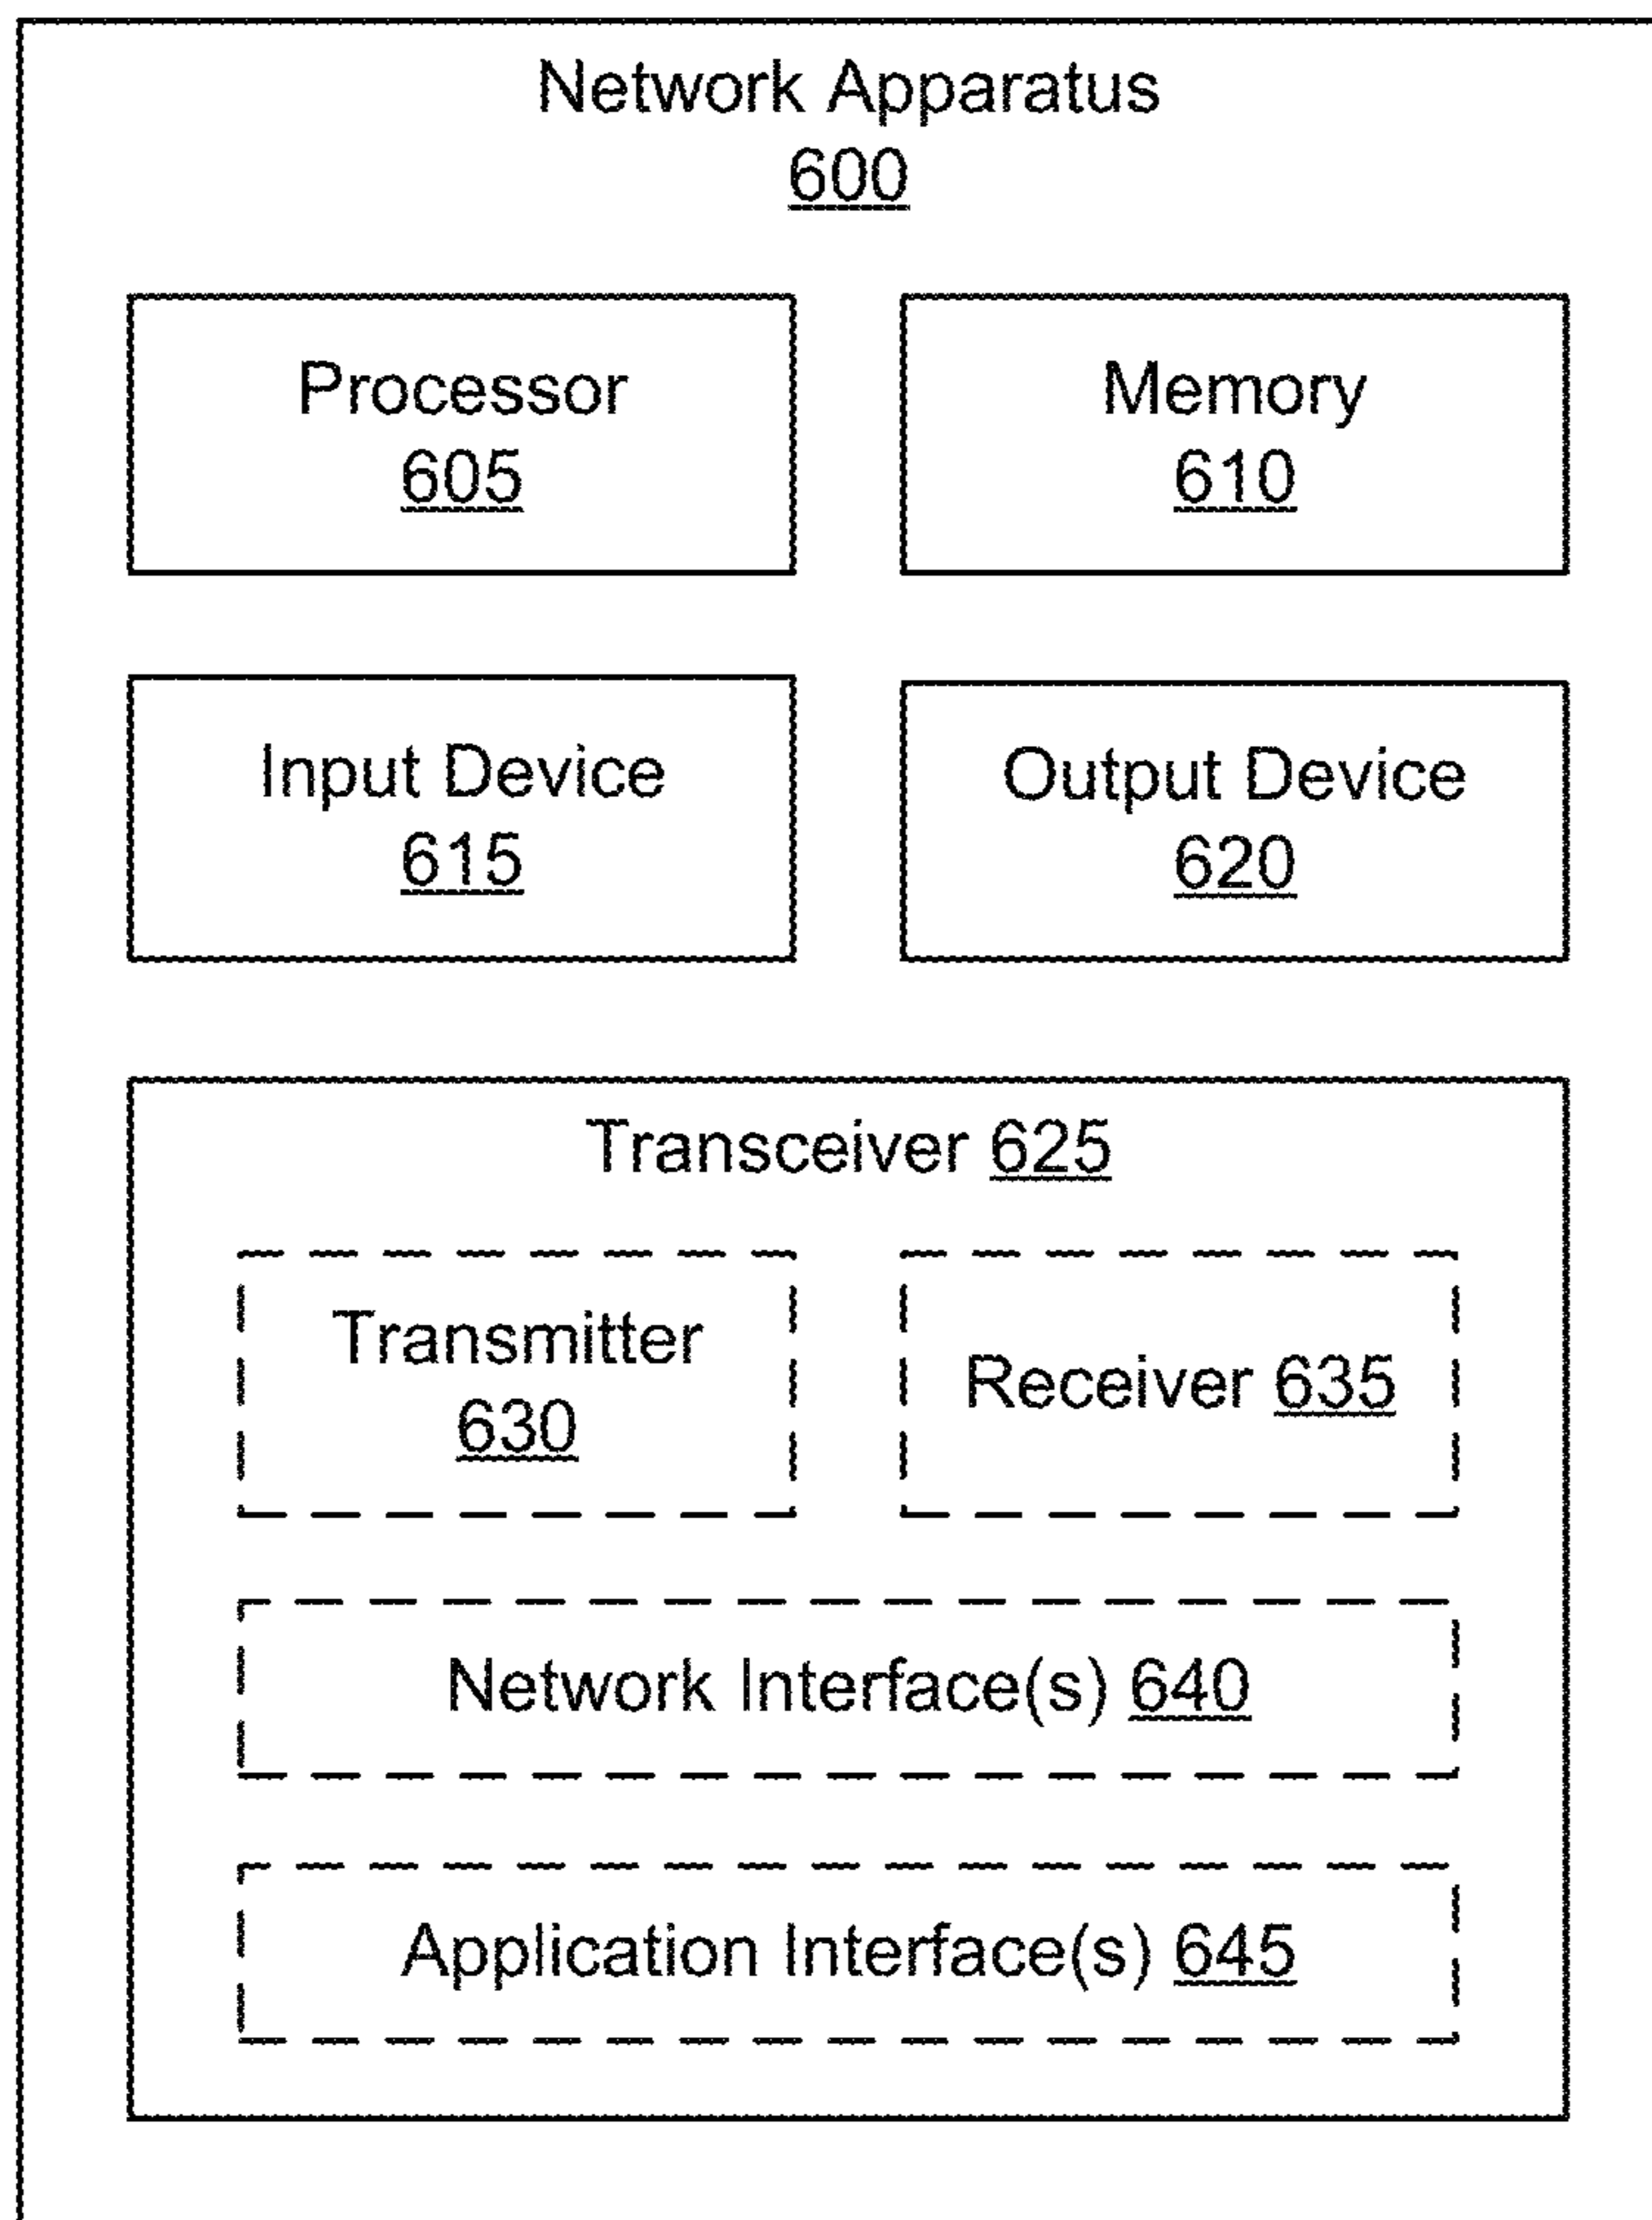 Network Apparatus
600
Processor
605
Memory
610
Input Device
615
Output Device
620
Transceiver 625
Transmitter
630
Receiver 635
Network Interface(s) 640
Application Interface(s) 645